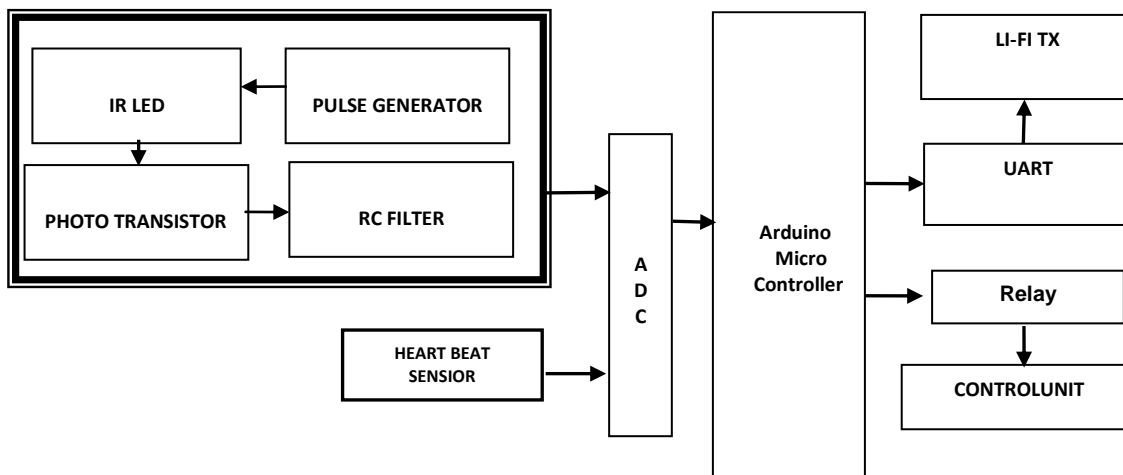 IR LED
PULSE GENERATOR
PHOTO TRANSISTOR
RC FILTER
HEART BEAT
SENSIOR
A
D
C
Arduino
Micro
Controller
LI-FI TX
UART
Relay
CONTROLUNIT